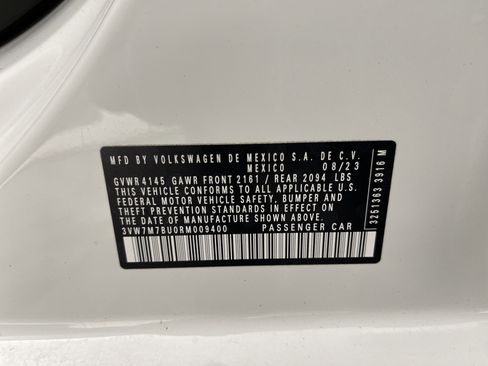 MFD BY VOLKSWAGEN DE MEXICO S.A. DE C.V.
MEXICO 08/23
GVWR 4145 GAWR FRONT 2161 / REAR 2094 LBS
THIS VEHICLE CONFORMS TO ALL APPLICABLE U.S.
FEDERAL MOTOR VEHICLE SAFETY, BUMPER AND
THEFT PREVENTION STANDARDS IN EFFECT ON
THE DATE OF MANUFACTURE SHOWN ABOVE.
3VW7M7BU0RM009400 PASSENGER CAR
3251363 3916 M